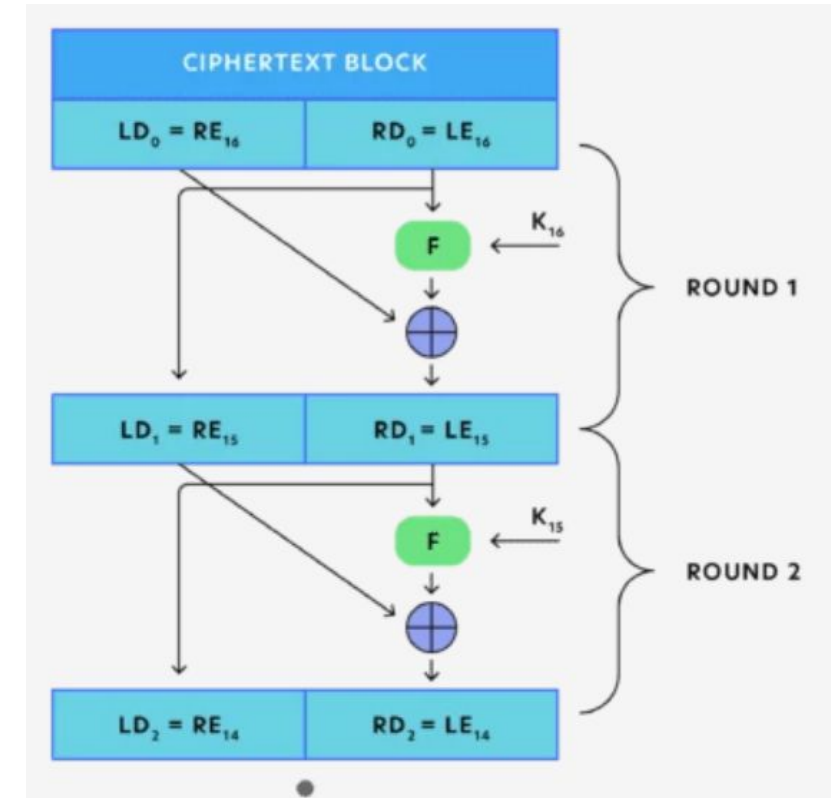 CIPHERTEXT BLOCK
LD₀ = RE₁₆ RD₀ = LE₁₆
K₁₆
F
ROUND 1
LD₁ = RE₁₅ RD₁ = LE₁₅
K₁₅
F
ROUND 2
LD₂ = RE₁₄ RD₂ = LE₁₄